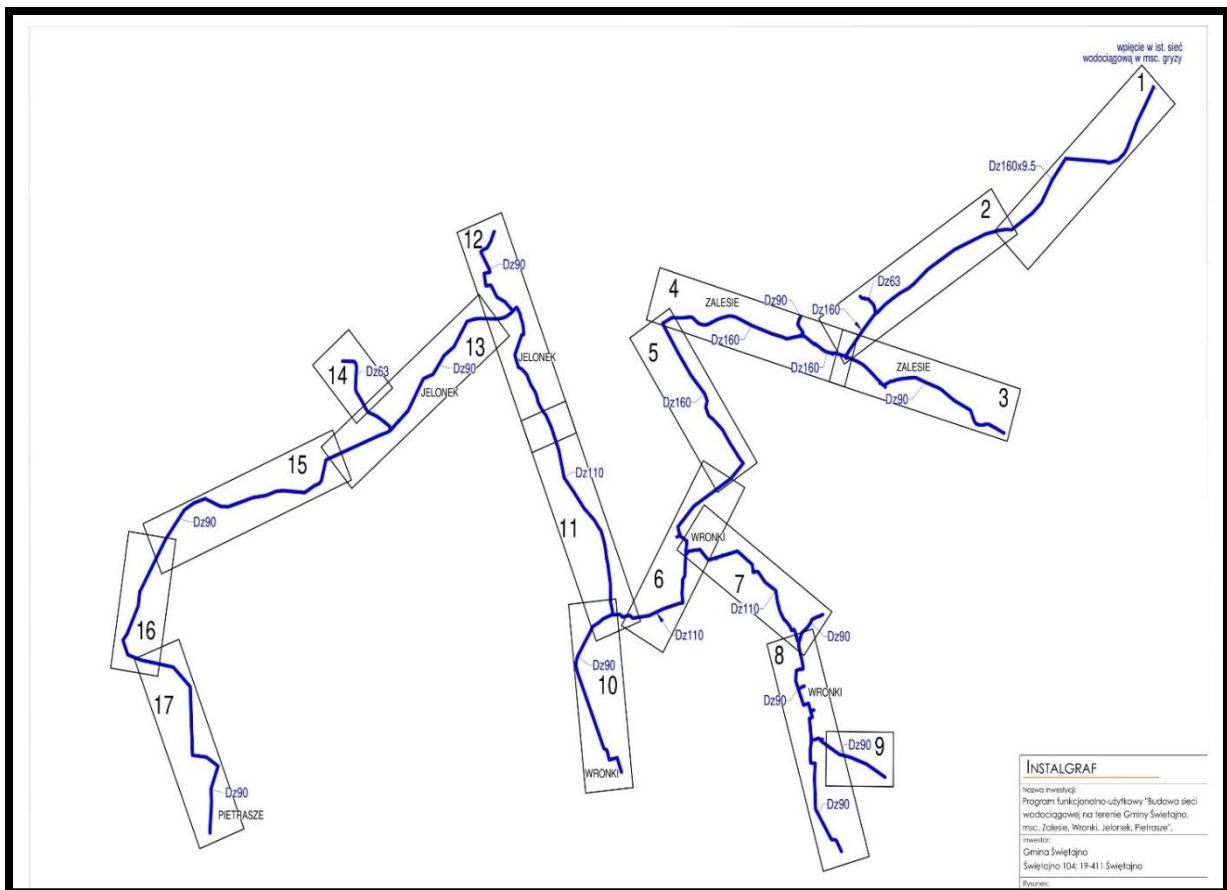 wpięcie w ist. sieć
wodociągową w msc. gryzy
1
Dz160x9.5
2
12
Dz90
Dz63
4
ZALESIE
Dz90
Dz160
13
5
Dz160
JELONEK
14
Dz63
Dz90
JELONEK
Dz160
ZALESIE
Dz90
3
Dz160
15
Dz110
Dz90
11
WRONKI
6
7
16
Dz110
Dz110
Dz90
8
Dz90
10
17
Dz90
WRONKI
Dz90
9
WRONKI
Dz90
PIETRASZE
Dz90
INSTALGRAF
Nazwa inwestycji:
Program funkcjonalno-użytkowy "Budowa sieci
wodociągowej na terenie Gminy Świetajno,
msc. Zalesie, Wronki, Jelonek, Pietrasze".
Inwestor:
Gmina Świętajno
Świętajno 104; 19-411 Świętajno
Rysunek: